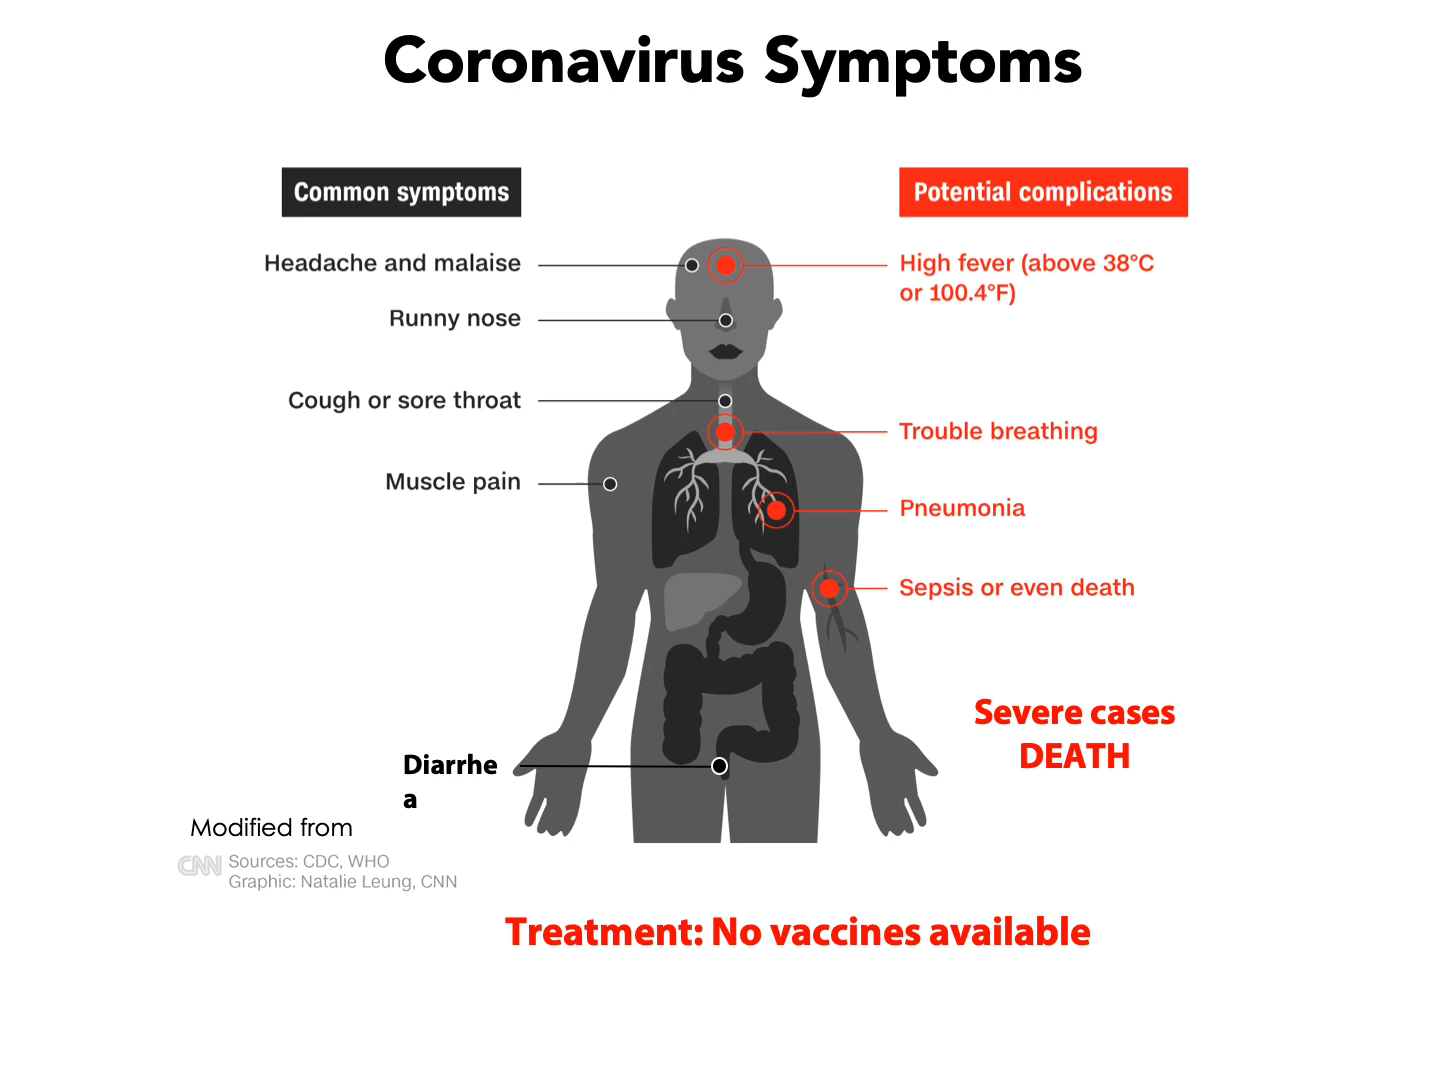 Coronavirus Symptoms
Common symptoms
Headache and malaise
Runny nose
Cough or sore throat
Muscle pain
Diarrhe
a
Potential complications
High fever (above 38°C
or 100.4°F)
Trouble breathing
Pneumonia
Sepsis or even death
Severe cases
DEATH
Modified from
CNN
Sources: CDC, WHO
Graphic: Natalie Leung, CNN
Treatment: No vaccines available